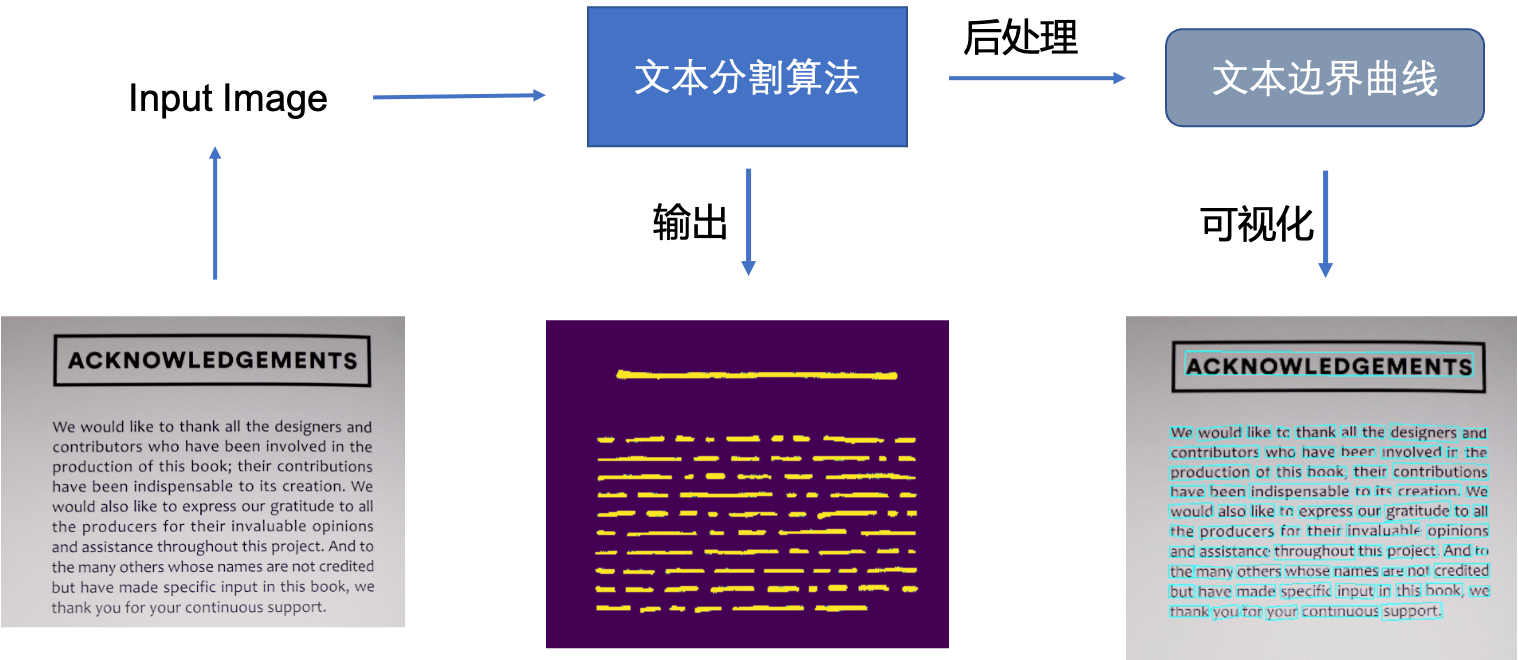 Input Image
文本分割算法
后处理
文本边界曲线
输出
可视化
ACKNOWLEDGEMENTS
We would like to thank all the designers and
contributors who have been involved in the
production of this book; their contributions
have been indispensable to its creation. We
would also like to express our gratitude to all
the producers for their invaluable opinions
and assistance throughout this project. And to
the many others whose names are not credited
but have made specific input in this book, we
thank you for your continuous support.
ACKNOWLEDGEMENTS
We would like to thank all the designers and
contributors who have been involved in the
production of this book; their contributions
have been indispensable to its creation. We
would also like to express our gratitude to all
the producers for their invaluable opinions
and assistance throughout this project. And to
the many others whose names are not credited
but have made specific input in this book, we
thank you for your continuous support.